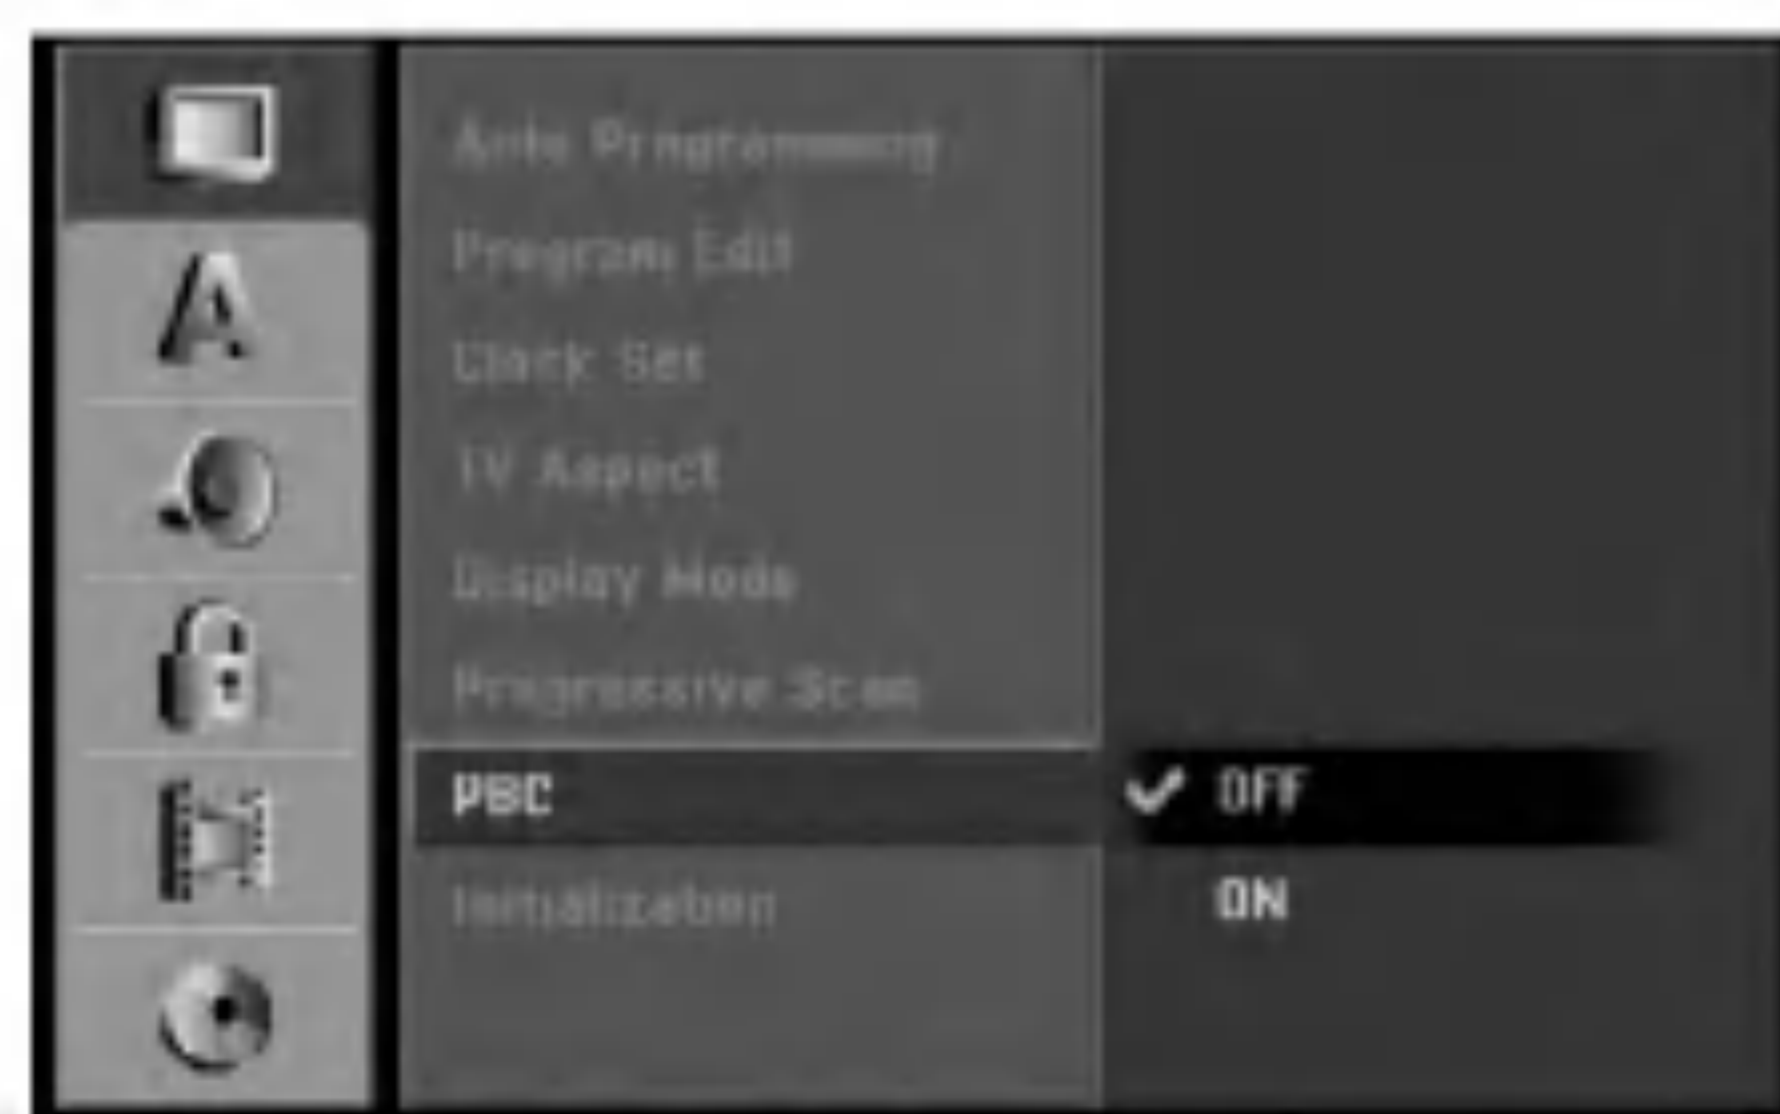 Auto Programming
Program Edit
Clock Set
TV Aspect
Display Mode
Progressive Scan
PBC
✔ OFF
ON
Initialization